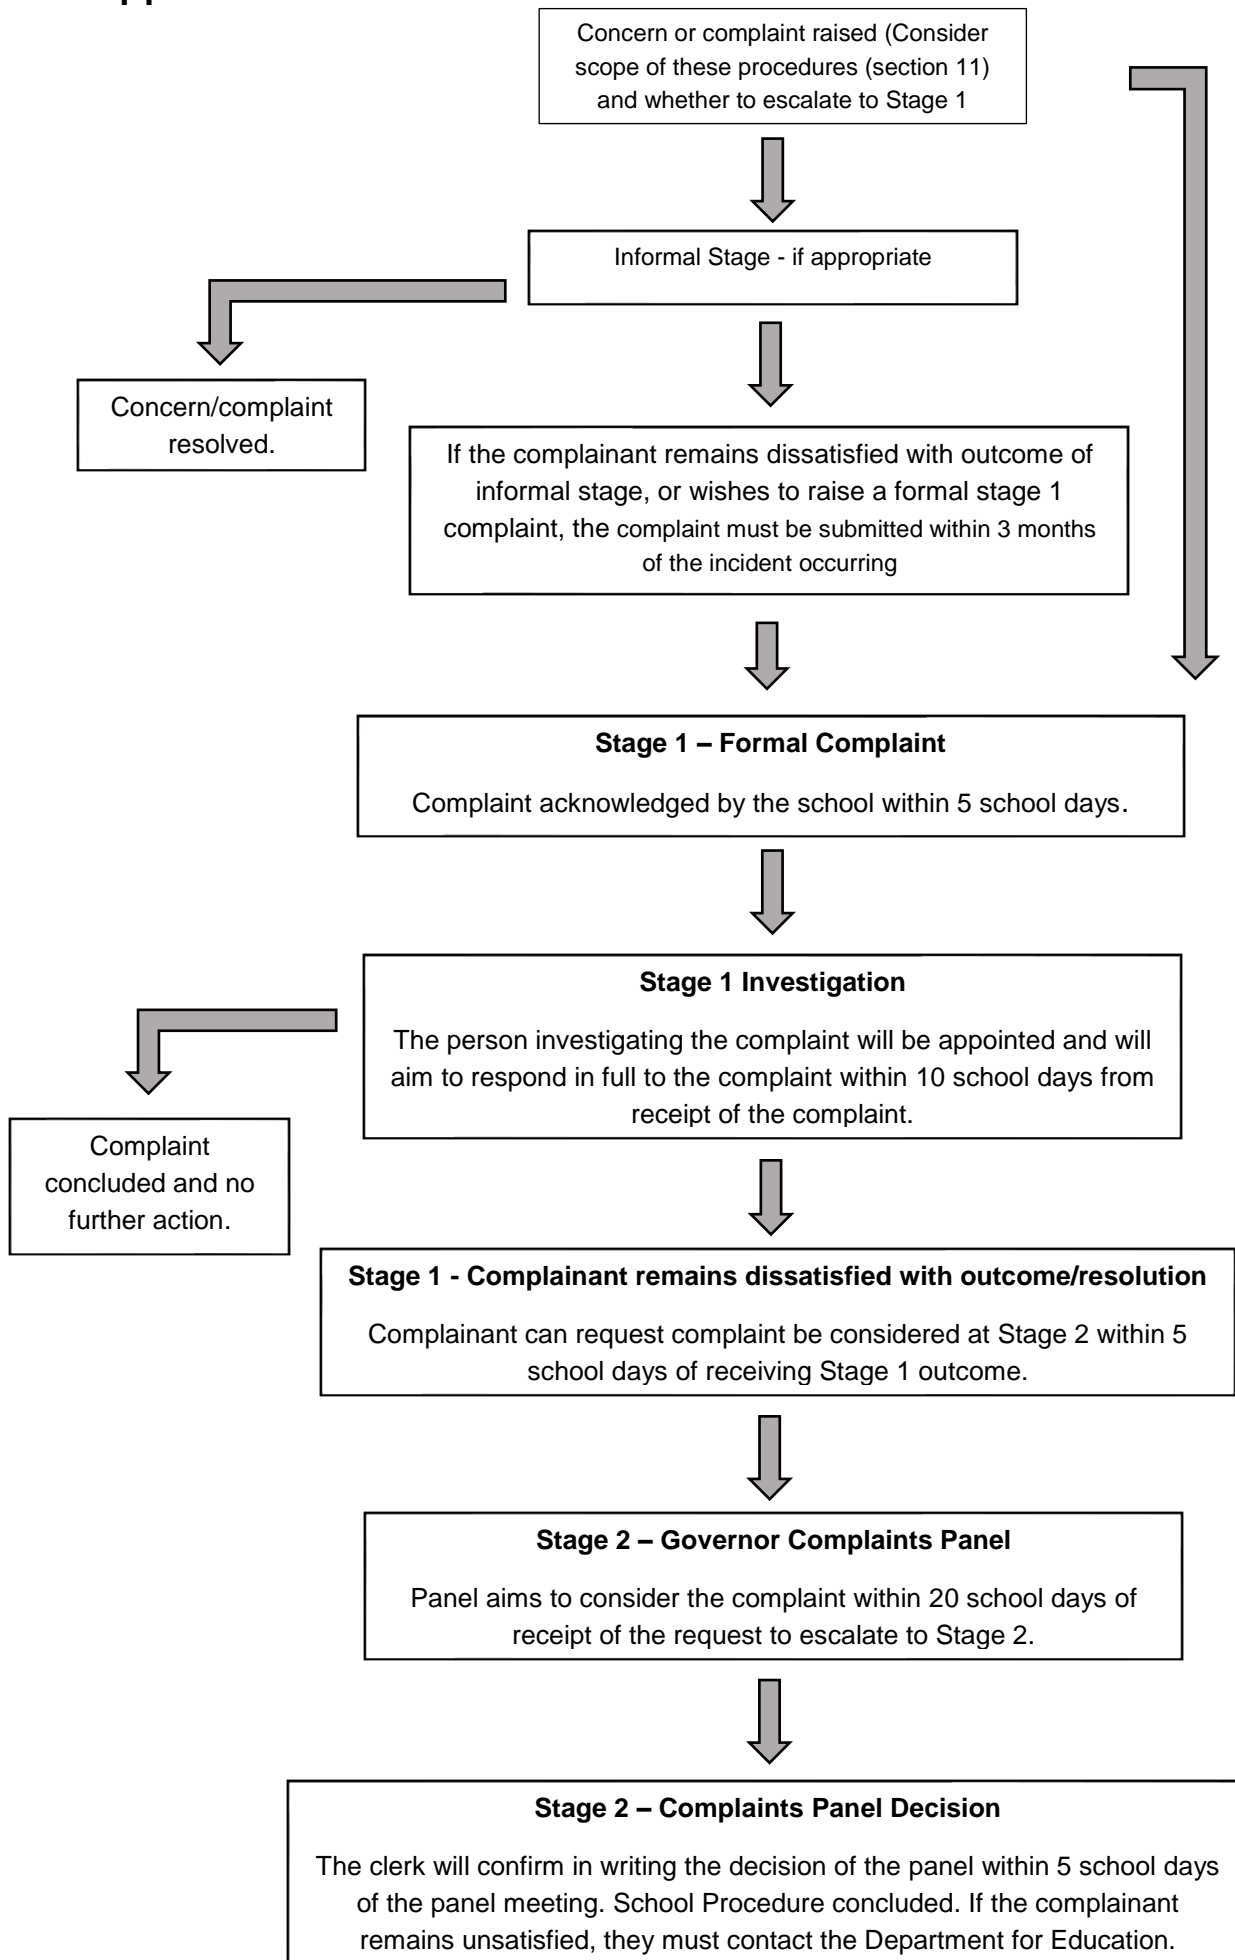 Concern or complaint raised (Consider
scope of these procedures (section 11)
and whether to escalate to Stage 1
Informal Stage - if appropriate
Concern/complaint
resolved.
If the complainant remains dissatisfied with outcome of
informal stage, or wishes to raise a formal stage 1
complaint, the complaint must be submitted within 3 months
of the incident occurring
Stage 1 – Formal Complaint
Complaint acknowledged by the school within 5 school days.
Stage 1 Investigation
The person investigating the complaint will be appointed and will
aim to respond in full to the complaint within 10 school days from
receipt of the complaint.
Complaint
concluded and no
further action.
Stage 1 - Complainant remains dissatisfied with outcome/resolution
Complainant can request complaint be considered at Stage 2 within 5
school days of receiving Stage 1 outcome.
Stage 2 – Governor Complaints Panel
Panel aims to consider the complaint within 20 school days of
receipt of the request to escalate to Stage 2.
Stage 2 – Complaints Panel Decision
The clerk will confirm in writing the decision of the panel within 5 school days
of the panel meeting. School Procedure concluded. If the complainant
remains unsatisfied, they must contact the Department for Education.